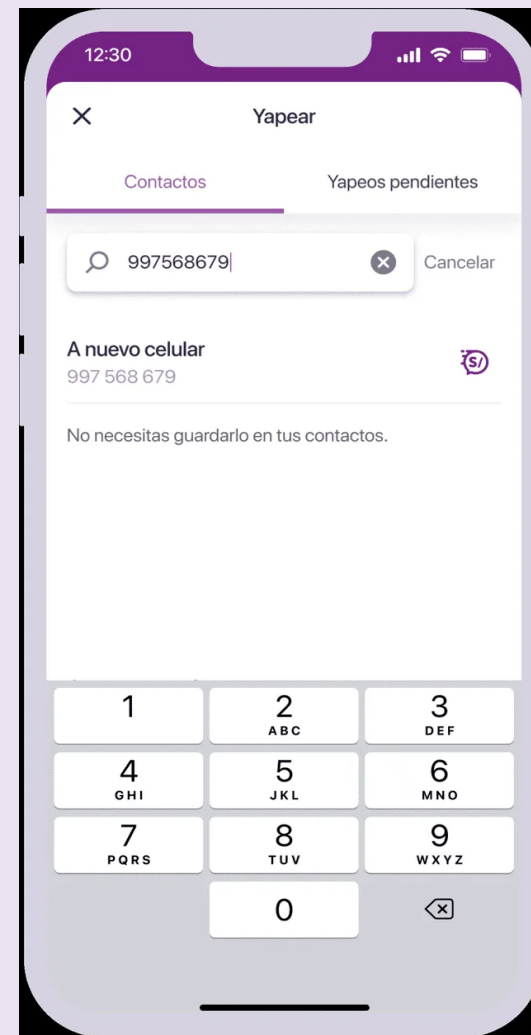 12:30
Yapear
Contactos Yapeos pendientes
997568679 Cancelar
A nuevo celular
997 568 679
S/
No necesitas guardarlo en tus contactos.
1 2 3
ABC DEF
4 5 6
GHI JKL MNO
7 8 9
PQRS TUV WXYZ
0